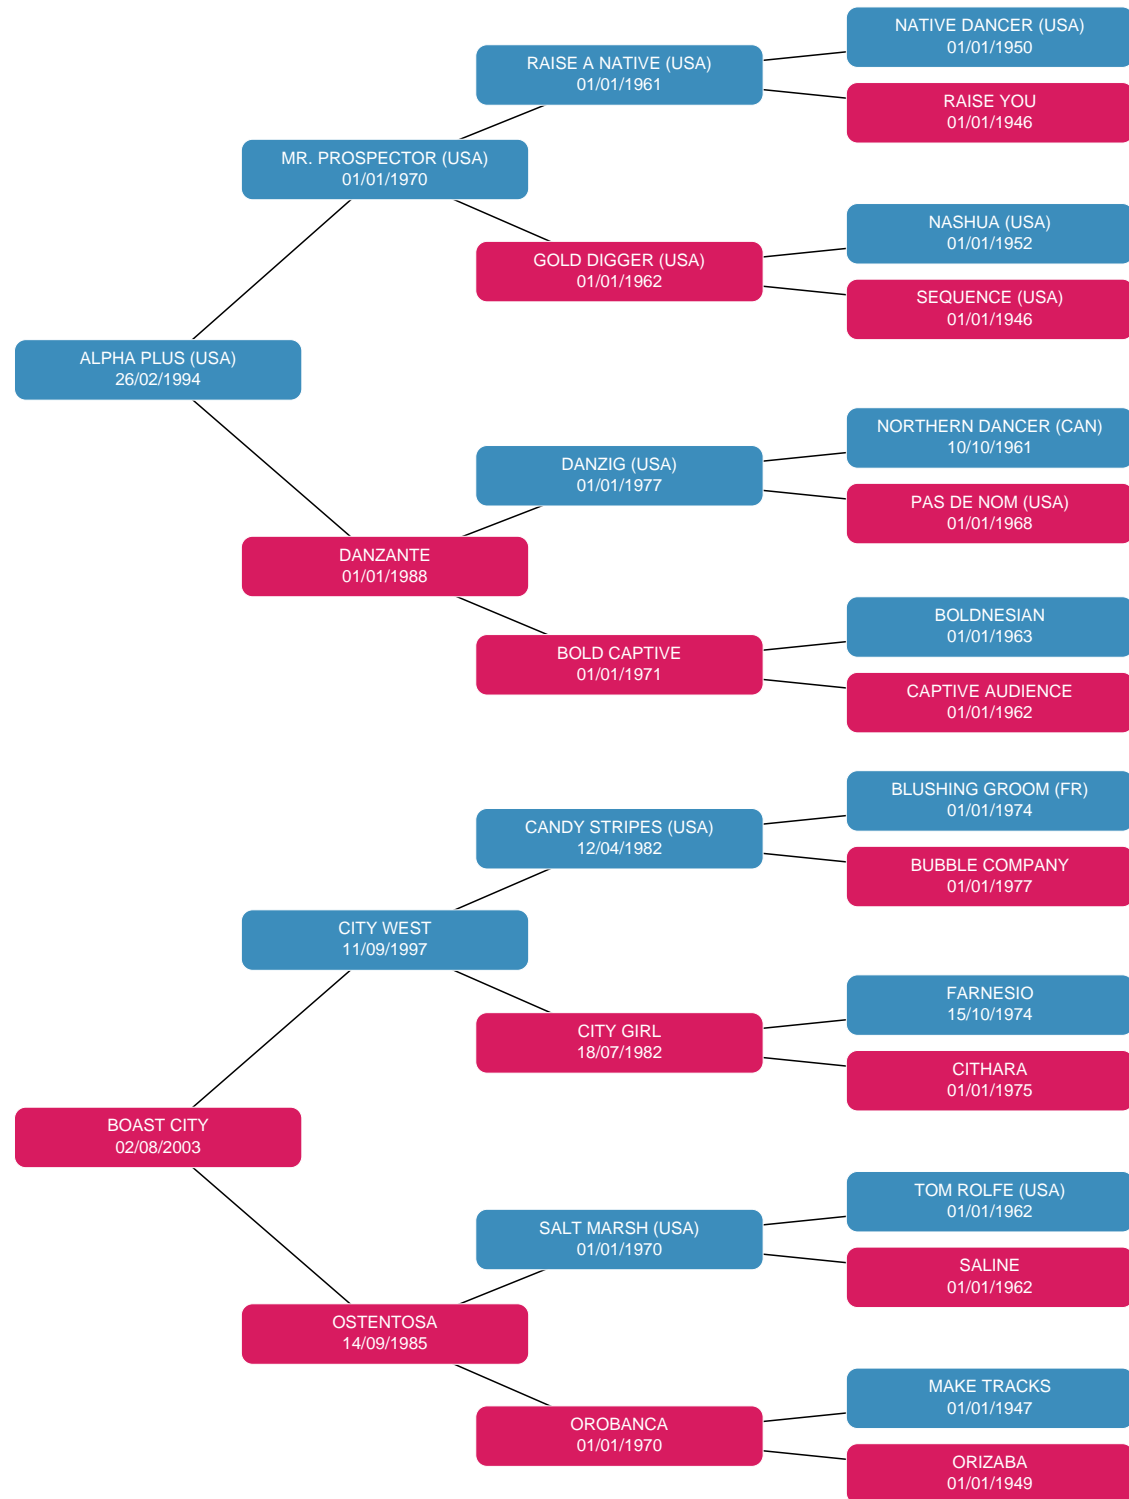 NATIVE DANCER (USA)
01/01/1950
RAISE A NATIVE (USA)
01/01/1961
RAISE YOU
01/01/1946
MR. PROSPECTOR (USA)
01/01/1970
NASHUA (USA)
01/01/1952
GOLD DIGGER (USA)
01/01/1962
SEQUENCE (USA)
01/01/1946
ALPHA PLUS (USA)
26/02/1994
NORTHERN DANCER (CAN)
10/10/1961
DANZIG (USA)
01/01/1977
PAS DE NOM (USA)
01/01/1968
DANZANTE
01/01/1988
BOLDNESIAN
01/01/1963
BOLD CAPTIVE
01/01/1971
CAPTIVE AUDIENCE
01/01/1962
BLUSHING GROOM (FR)
01/01/1974
CANDY STRIPES (USA)
12/04/1982
BUBBLE COMPANY
01/01/1977
CITY WEST
11/09/1997
FARNESIO
15/10/1974
CITY GIRL
18/07/1982
CITHARA
01/01/1975
BOAST CITY
02/08/2003
TOM ROLFE (USA)
01/01/1962
SALT MARSH (USA)
01/01/1970
SALINE
01/01/1962
OSTENTOSA
14/09/1985
MAKE TRACKS
01/01/1947
OROBANCA
01/01/1970
ORIZABA
01/01/1949